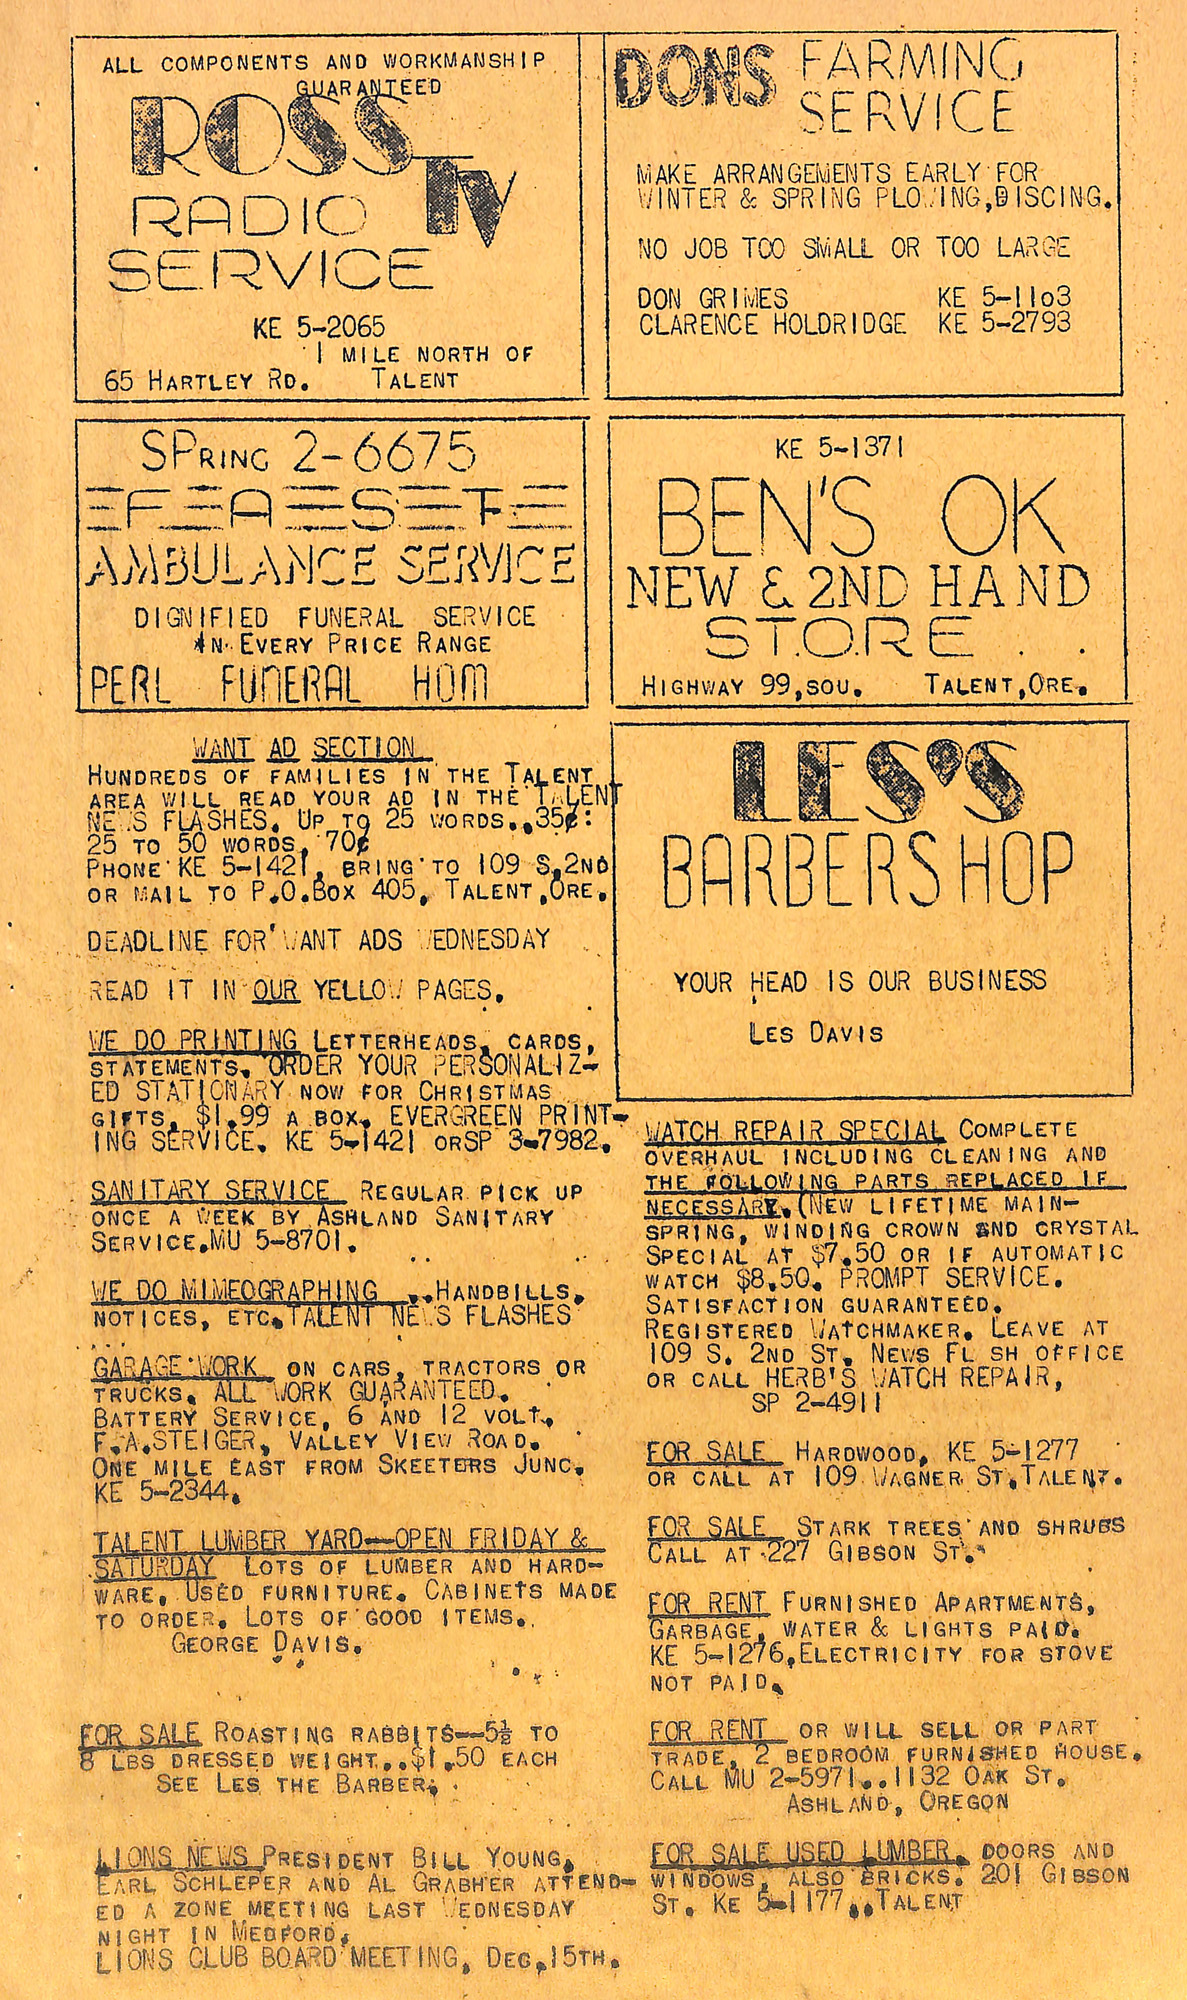 ALL COMPONENTS AND WORKMANSHIP
GUARANTEED
ROSS TV
RADIO
SERVICE
KE 5-2065
1 MILE NORTH OF
65 HARTLEY RD. TALENT
DONS FARMING
SERVICE
MAKE ARRANGEMENTS EARLY FOR
WINTER & SPRING PLOWING,DISCING.
NO JOB TOO SMALL OR TOO LARGE
DON GRIMES KE 5-11o3
CLARENCE HOLDRIDGE KE 5-2793
SPRING 2-6675
FAST
AMBULANCE SERVICE
DIGNIFIED FUNERAL SERVICE
IN EVERY PRICE RANGE
PERL FUNERAL HOM
KE 5-1371
BEN'S OK
NEW & 2ND HAND
STORE
HIGHWAY 99,SOU. TALENT,ORE.
WANT AD SECTION
HUNDREDS OF FAMILIES IN THE TALENT
AREA WILL READ YOUR AD IN THE TALENT
NEWS FLASHES. UP TO 25 WORDS..35¢:
25 TO 50 WORDS, 70¢
PHONE KE 5-1421, BRING TO 109 S.2ND
OR MAIL TO P.O.BOX 405, TALENT,ORE.
DEADLINE FOR WANT ADS WEDNESDAY
READ IT IN OUR YELLOW PAGES.
WE DO PRINTING LETTERHEADS, CARDS,
STATEMENTS. ORDER YOUR PERSONALIZ-
ED STATIONARY NOW FOR CHRISTMAS
GIFTS, $1.99 A BOX. EVERGREEN PRINT-
ING SERVICE. KE 5-1421 ORSP 3-7982.
SANITARY SERVICE REGULAR PICK UP
ONCE A WEEK BY ASHLAND SANITARY
SERVICE.MU 5-8701.
WE DO MIMEOGRAPHING ..HANDBILLS,
NOTICES, ETC.TALENT NEWS FLASHES
GARAGE WORK ON CARS, TRACTORS OR
TRUCKS. ALL WORK GUARANTEED.
BATTERY SERVICE, 6 AND 12 VOLT.
F.A.STEIGER, VALLEY VIEW ROAD.
ONE MILE EAST FROM SKEETERS JUNC.
KE 5-2344.
TALENT LUMBER YARD—OPEN FRIDAY &
SATURDAY LOTS OF LUMBER AND HARD-
WARE. USED FURNITURE. CABINETS MADE
TO ORDER. LOTS OF GOOD ITEMS.
GEORGE DAVIS.
FOR SALE ROASTING RABBITS--5½ TO
8 LBS DRESSED WEIGHT...$1.50 EACH
SEE LES THE BARBER.
LIONS NEWS PRESIDENT BILL YOUNG,
EARL SCHLEPER AND AL GRABHER ATTEND-
ED A ZONE MEETING LAST WEDNESDAY
NIGHT IN MEDFORD.
LIONS CLUB BOARD MEETING, DEC.15TH.
LES'S
BARBERSHOP
YOUR HEAD IS OUR BUSINESS
LES DAVIS
WATCH REPAIR SPECIAL COMPLETE
OVERHAUL INCLUDING CLEANING AND
THE FOLLOWING PARTS REPLACED IF
NECESSARY.(NEW LIFETIME MAIN-
SPRING, WINDING CROWN AND CRYSTAL
SPECIAL AT $7.50 OR IF AUTOMATIC
WATCH $8.50. PROMPT SERVICE.
SATISFACTION GUARANTEED.
REGISTERED WATCHMAKER. LEAVE AT
109 S. 2ND ST. NEWS FL SH OFFICE
OR CALL HERB'S WATCH REPAIR,
SP 2-4911
FOR SALE HARDWOOD, KE 5-1277
OR CALL AT 109 WAGNER ST.TALENT.
FOR SALE STARK TREES AND SHRUBS
CALL AT 227 GIBSON ST.
FOR RENT FURNISHED APARTMENTS,
GARBAGE, WATER & LIGHTS PAID.
KE 5-1276,ELECTRICITY FOR STOVE
NOT PAID.
FOR RENT OR WILL SELL OR PART
TRADE, 2 BEDROOM FURNISHED HOUSE.
CALL MU 2-5971..1132 OAK ST.
ASHLAND, OREGON
FOR SALE USED LUMBER, DOORS AND
WINDOWS, ALSO BRICKS. 201 GIBSON
ST. KE 5-1177..TALENT